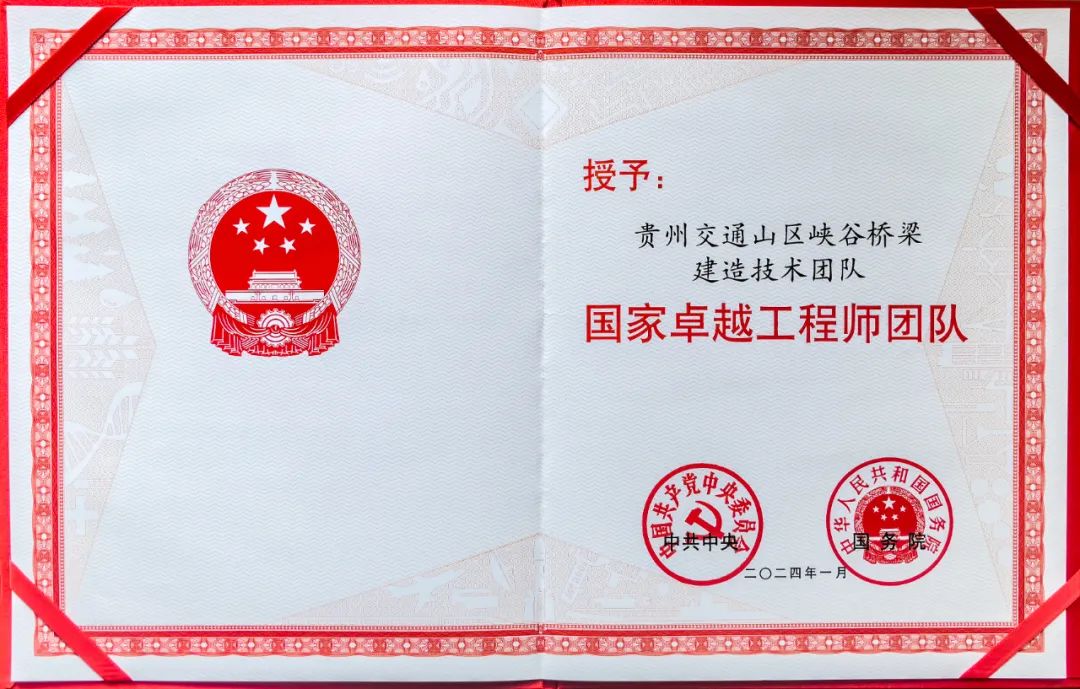 授予：
贵州交通山区峡谷桥梁
建造技术团队
国家卓越工程师团队
中国共产党中央委员会
中华人民共和国国务院
中共中央
国务院
二〇二四年一月